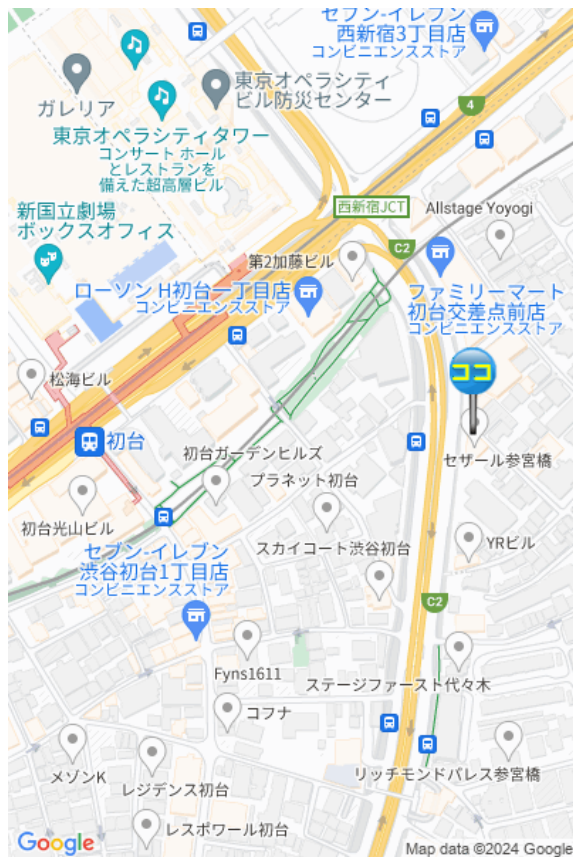 セブン-イレブン
西新宿3丁目店
コンビニエンスストア
ガレリア
東京オペラシティ
ビル防災センター
4
東京オペラシティタワー
コンサート ホール
とレストランを
備えた超高層ビル
西新宿JCT
Allstage Yoyogi
新国立劇場
ボックスオフィス
C2
第2加藤ビル
ローソン H初台一丁目店
コンビニエンスストア
ファミリーマート
初台交差点前店
コンビニエンスストア
ココ
松海ビル
初台
セザール参宮橋
初台ガーデンヒルズ
プラネット初台
初台光山ビル
スカイコート渋谷初台
YRビル
セブン-イレブン
渋谷初台1丁目店
コンビニエンスストア
C2
Fyns1611
ステージファースト代々木
コフナ
メゾンK
レジデンス初台
リッチモンドパレス参宮橋
レスポワール初台
Google
Map data ©2024 Google